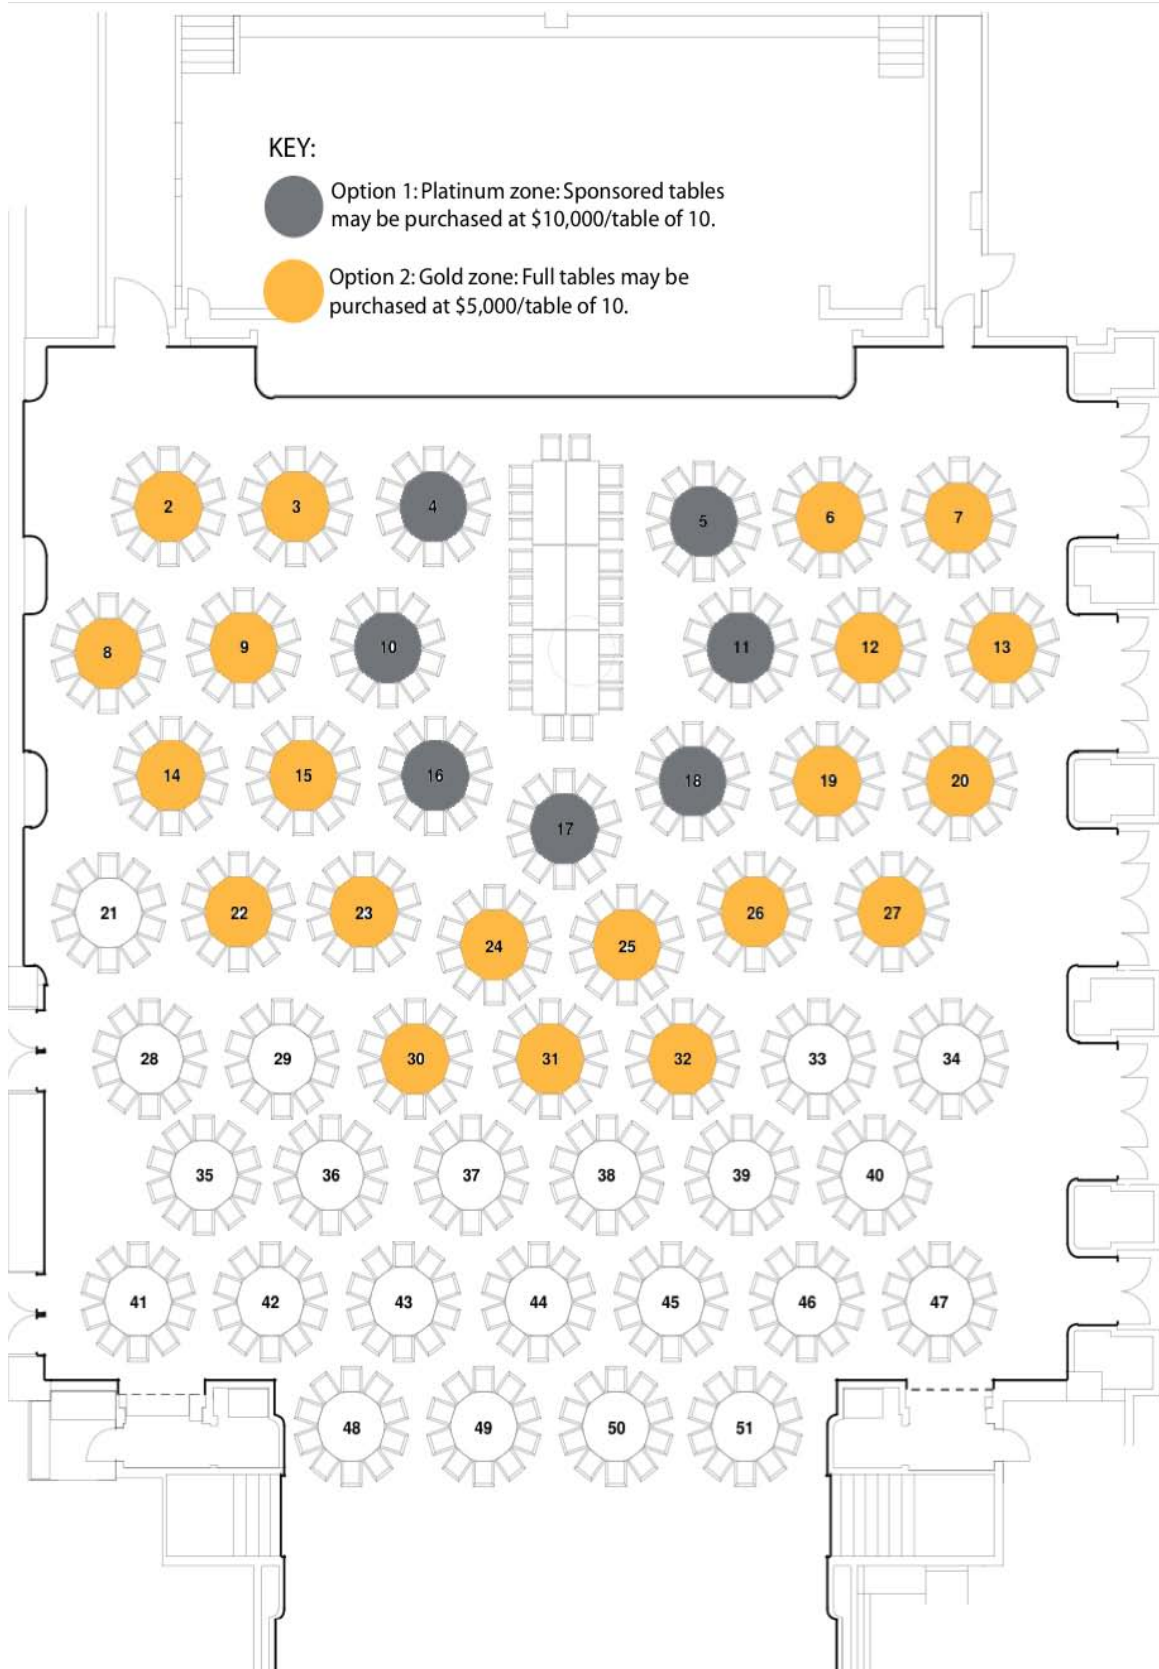 KEY:
Option 1: Platinum zone: Sponsored tables
may be purchased at $10,000/table of 10.
Option 2: Gold zone: Full tables may be
purchased at $5,000/table of 10.
2 3 4 5 6 7
8 9 10 11 12 13
14 15 16 17 18 19 20
21 22 23 24 25 26 27
28 29 30 31 32 33 34
35 36 37 38 39 40
41 42 43 44 45 46 47
48 49 50 51